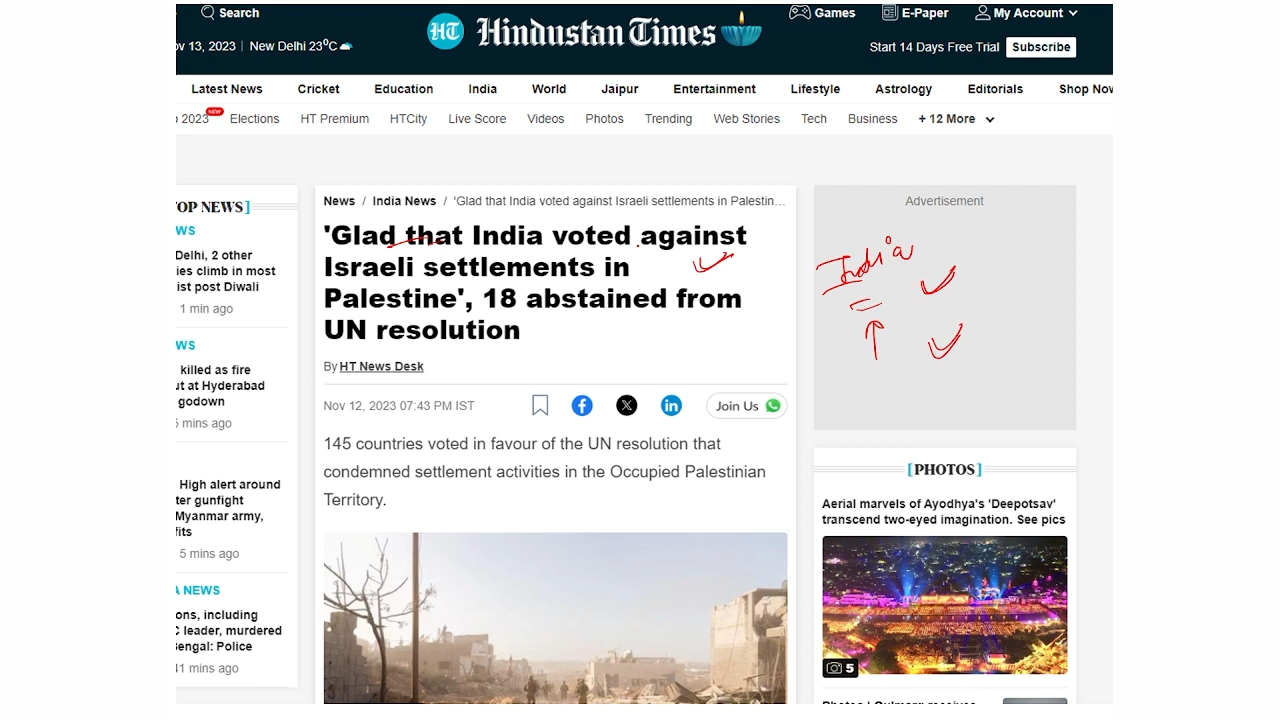 Search
HT Hindustan Times
Games
E-Paper
My Account
ov 13, 2023 | New Delhi 23⁰C
Start 14 Days Free Trial
Subscribe
Latest News Cricket Education India World Jaipur Entertainment Lifestyle Astrology Editorials Shop Now
2023 NEW Elections HT Premium HTCity Live Score Videos Photos Trending Web Stories Tech Business + 12 More
OP NEWS]
WS
Delhi, 2 other
ies climb in most
ist post Diwali
1 min ago
WS
killed as fire
ut at Hyderabad
godown
5 mins ago
High alert around
ter gunfight
Myanmar army,
fits
5 mins ago
A NEWS
ons, including
C leader, murdered
Bengal: Police
41 mins ago
News / India News / 'Glad that India voted against Israeli settlements in Palestin...
'Glad that India voted against
Israeli settlements in
Palestine', 18 abstained from
UN resolution
By HT News Desk
Nov 12, 2023 07:43 PM IST
Join Us
145 countries voted in favour of the UN resolution that
condemned settlement activities in the Occupied Palestinian
Territory.
Advertisement
India
[PHOTOS]
Aerial marvels of Ayodhya's 'Deepotsav'
transcend two-eyed imagination. See pics
5